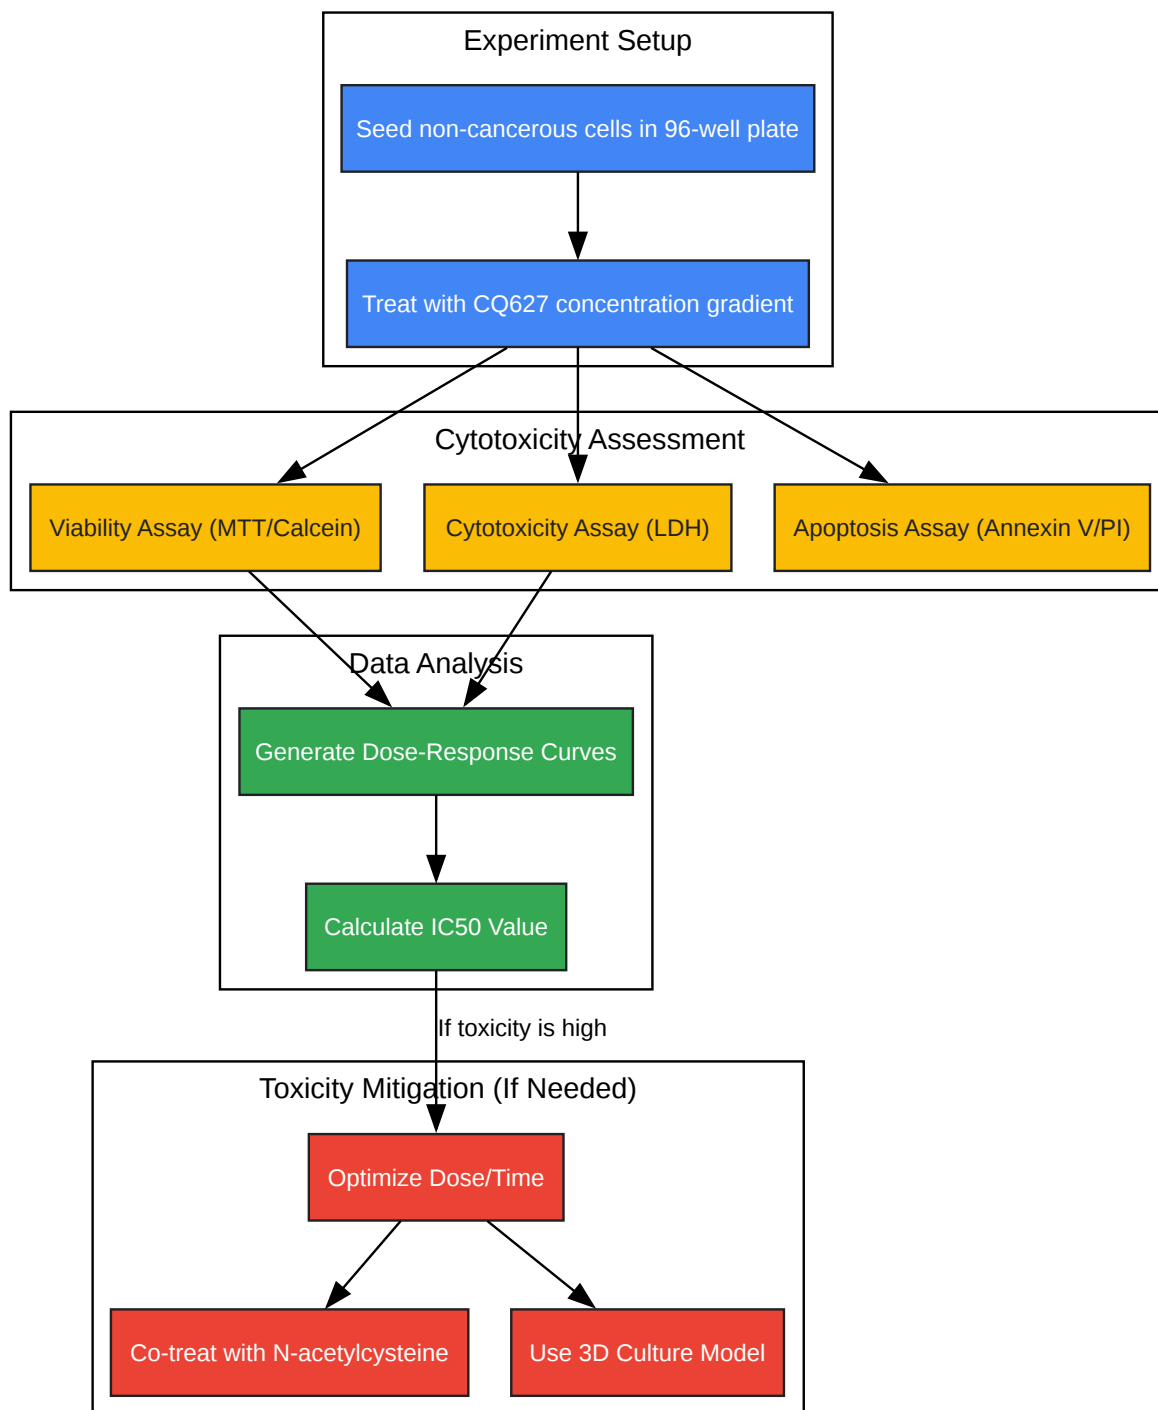 Experiment Setup
Seed non-cancerous cells in 96-well plate
Treat with CQ627 concentration gradient
Cytotoxicity Assessment
Viability Assay (MTT/Calcein)
Cytotoxicity Assay (LDH)
Apoptosis Assay (Annexin V/PI)
Data Analysis
Generate Dose-Response Curves
Calculate IC50 Value
If toxicity is high
Toxicity Mitigation (If Needed)
Optimize Dose/Time
Co-treat with N-acetylcysteine
Use 3D Culture Model